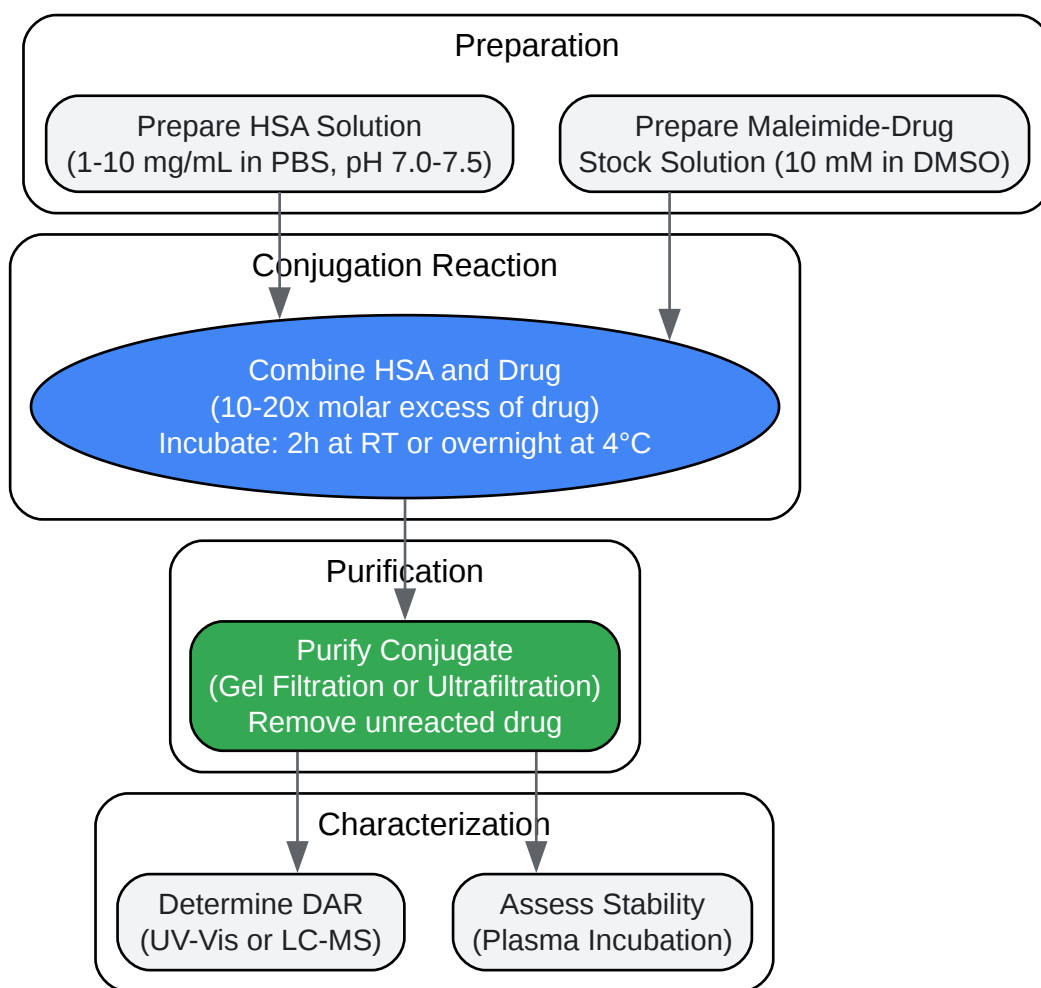 Preparation
Prepare HSA Solution
(1-10 mg/mL in PBS, pH 7.0-7.5)
Prepare Maleimide-Drug
Stock Solution (10 mM in DMSO)
Conjugation Reaction
Combine HSA and Drug
(10-20x molar excess of drug)
Incubate: 2h at RT or overnight at 4°C
Purification
Purify Conjugate
(Gel Filtration or Ultrafiltration)
Remove unreacted drug
Characterization
Determine DAR
(UV-Vis or LC-MS)
Assess Stability
(Plasma Incubation)